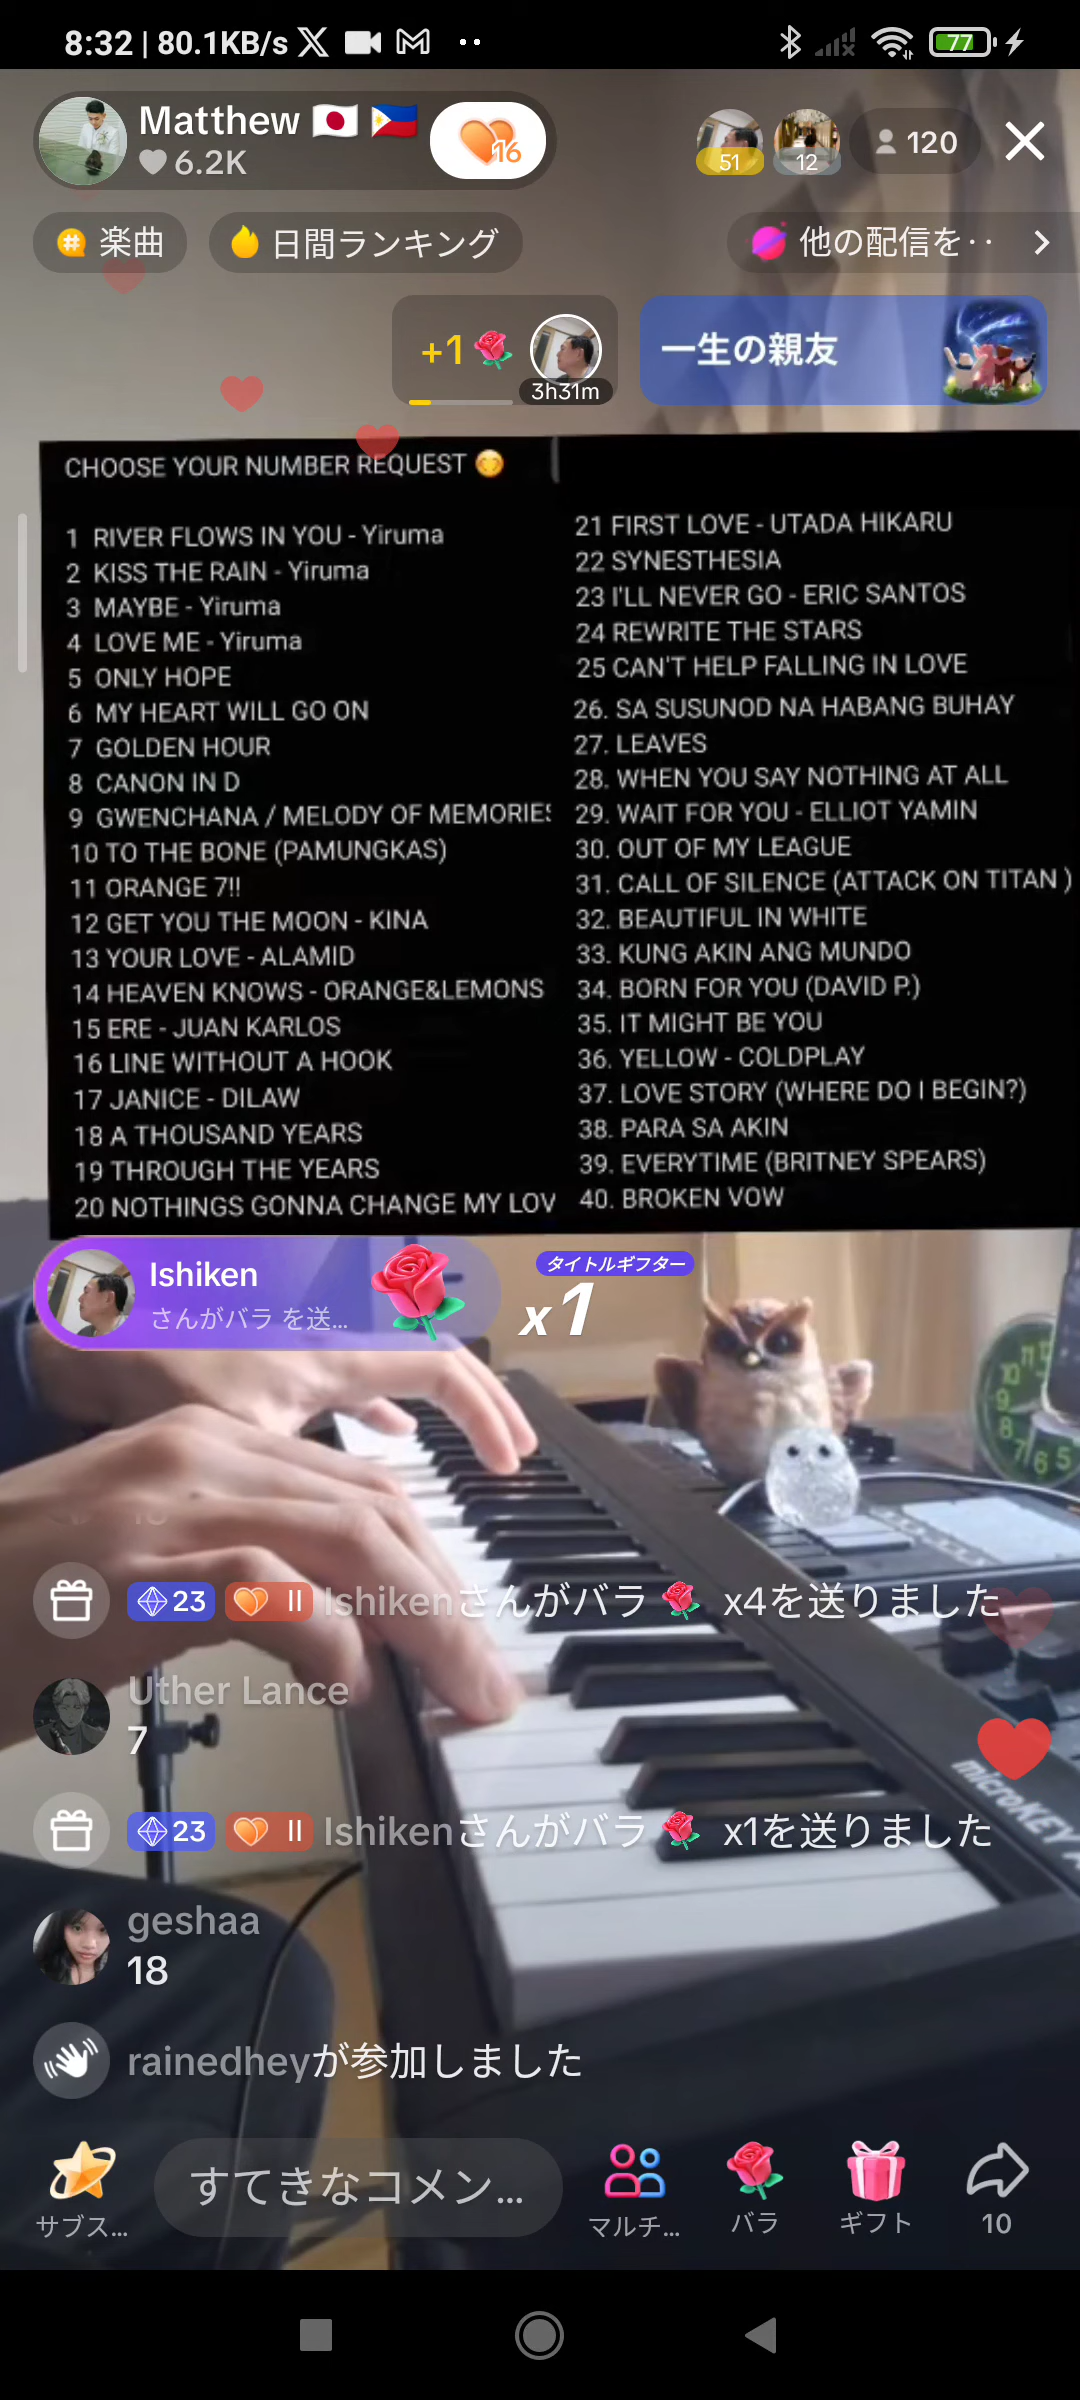 8:32 | 80.1KB/s
77
Matthew 🇯🇵 🇵🇭
6.2K
16
51
12
120
楽曲
日間ランキング
他の配信を‥
+1
3h31m
一生の親友
CHOOSE YOUR NUMBER REQUEST 😊
1 RIVER FLOWS IN YOU - Yiruma
2 KISS THE RAIN - Yiruma
3 MAYBE - Yiruma
4 LOVE ME - Yiruma
5 ONLY HOPE
6 MY HEART WILL GO ON
7 GOLDEN HOUR
8 CANON IN D
9 GWENCHANA / MELODY OF MEMORIES
10 TO THE BONE (PAMUNGKAS)
11 ORANGE 7!!
12 GET YOU THE MOON - KINA
13 YOUR LOVE - ALAMID
14 HEAVEN KNOWS - ORANGE&LEMONS
15 ERE - JUAN KARLOS
16 LINE WITHOUT A HOOK
17 JANICE - DILAW
18 A THOUSAND YEARS
19 THROUGH THE YEARS
20 NOTHINGS GONNA CHANGE MY LOV
21 FIRST LOVE - UTADA HIKARU
22 SYNESTHESIA
23 I'LL NEVER GO - ERIC SANTOS
24 REWRITE THE STARS
25 CAN'T HELP FALLING IN LOVE
26. SA SUSUNOD NA HABANG BUHAY
27. LEAVES
28. WHEN YOU SAY NOTHING AT ALL
29. WAIT FOR YOU - ELLIOT YAMIN
30. OUT OF MY LEAGUE
31. CALL OF SILENCE (ATTACK ON TITAN )
32. BEAUTIFUL IN WHITE
33. KUNG AKIN ANG MUNDO
34. BORN FOR YOU (DAVID P.)
35. IT MIGHT BE YOU
36. YELLOW - COLDPLAY
37. LOVE STORY (WHERE DO I BEGIN?)
38. PARA SA AKIN
39. EVERYTIME (BRITNEY SPEARS)
40. BROKEN VOW
Ishiken
さんがバラ を送...
タイトルギフター
x1
23 II Ishikenさんがバラ 🌹 x4を送りました
Uther Lance
7
23 II Ishikenさんがバラ 🌹 x1を送りました
geshaa
18
rainedheyが参加しました
microKEY
サブス...
すてきなコメン...
マルチ...
バラ
ギフト
10